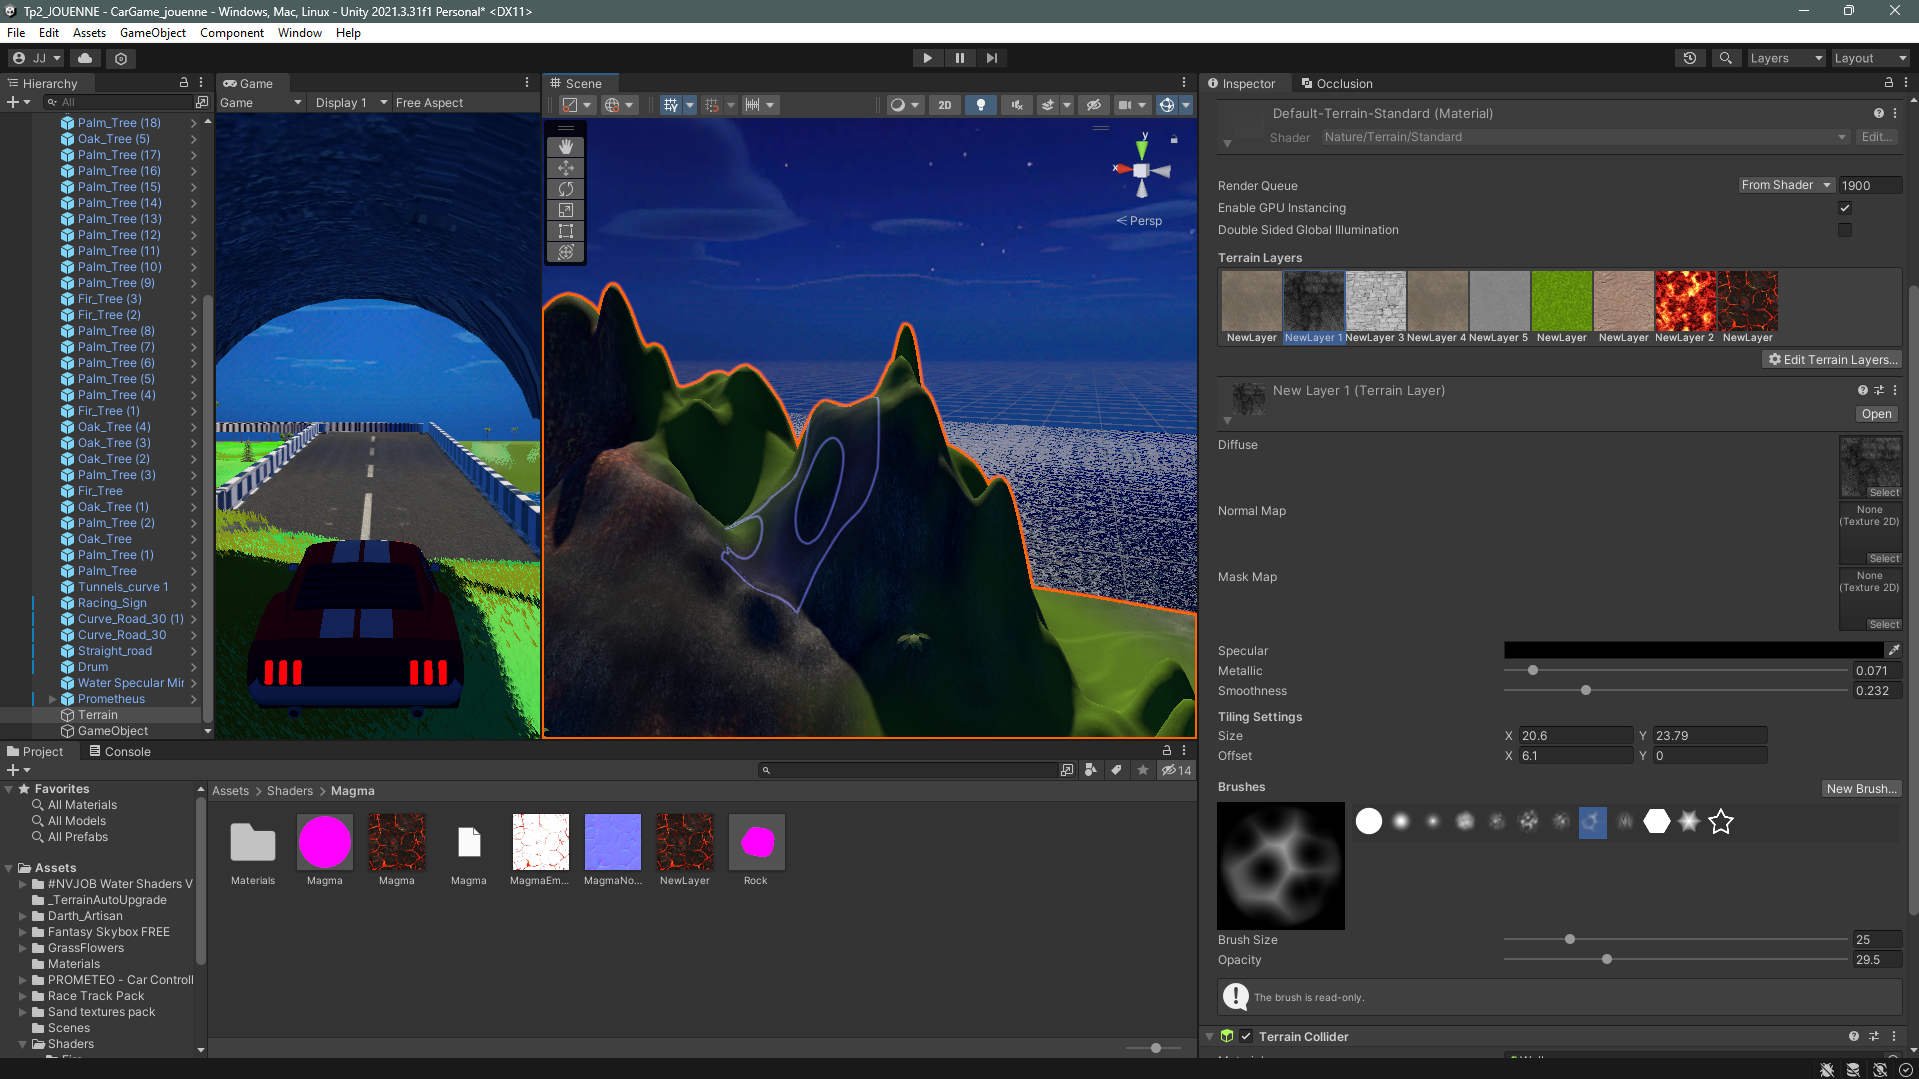 Tp2_JOUENNE - CarGame_jouenne - Windows, Mac, Linux - Unity 2021.3.31f1 Personal* <DX11>
File Edit Assets GameObject Component Window Help
JJ
Layers
Layout
Hierarchy
All
Palm_Tree (18)
Oak_Tree (5)
Palm_Tree (17)
Palm_Tree (16)
Palm_Tree (15)
Palm_Tree (14)
Palm_Tree (13)
Palm_Tree (12)
Palm_Tree (11)
Palm_Tree (10)
Palm_Tree (9)
Fir_Tree (3)
Fir_Tree (2)
Palm_Tree (8)
Palm_Tree (7)
Palm_Tree (6)
Palm_Tree (5)
Palm_Tree (4)
Fir_Tree (1)
Oak_Tree (4)
Oak_Tree (3)
Oak_Tree (2)
Palm_Tree (3)
Fir_Tree
Oak_Tree (1)
Palm_Tree (2)
Oak_Tree
Palm_Tree (1)
Palm_Tree
Tunnels_curve 1
Racing_Sign
Curve_Road_30 (1)
Curve_Road_30
Straight_road
Drum
Water Specular Mir
Prometheus
Terrain
GameObject
Game
Game Display 1 Free Aspect
Scene
2D
y
x
Persp
Inspector Occlusion
Default-Terrain-Standard (Material)
Shader Nature/Terrain/Standard Edit...
Render Queue From Shader 1900
Enable GPU Instancing
Double Sided Global Illumination
Terrain Layers
NewLayer NewLayer 1 NewLayer 3 NewLayer 4 NewLayer 5 NewLayer NewLayer NewLayer 2 NewLayer
Edit Terrain Layers...
New Layer 1 (Terrain Layer)
Open
Diffuse
Select
Normal Map
None
(Texture 2D)
Select
Mask Map
None
(Texture 2D)
Select
Specular
Metallic 0.071
Smoothness 0.232
Tiling Settings
Size X 20.6 Y 23.79
Offset X 6.1 Y 0
Brushes
New Brush...
Brush Size 25
Opacity 29.5
The brush is read-only.
Terrain Collider
Project Console
14
Favorites
All Materials
All Models
All Prefabs
Assets
#NVJOB Water Shaders V
_TerrainAutoUpgrade
Darth_Artisan
Fantasy Skybox FREE
GrassFlowers
Materials
PROMETEO - Car Controll
Race Track Pack
Sand textures pack
Scenes
Shaders
Assets > Shaders > Magma
Materials Magma Magma Magma MagmaEm... MagmaNo... NewLayer Rock